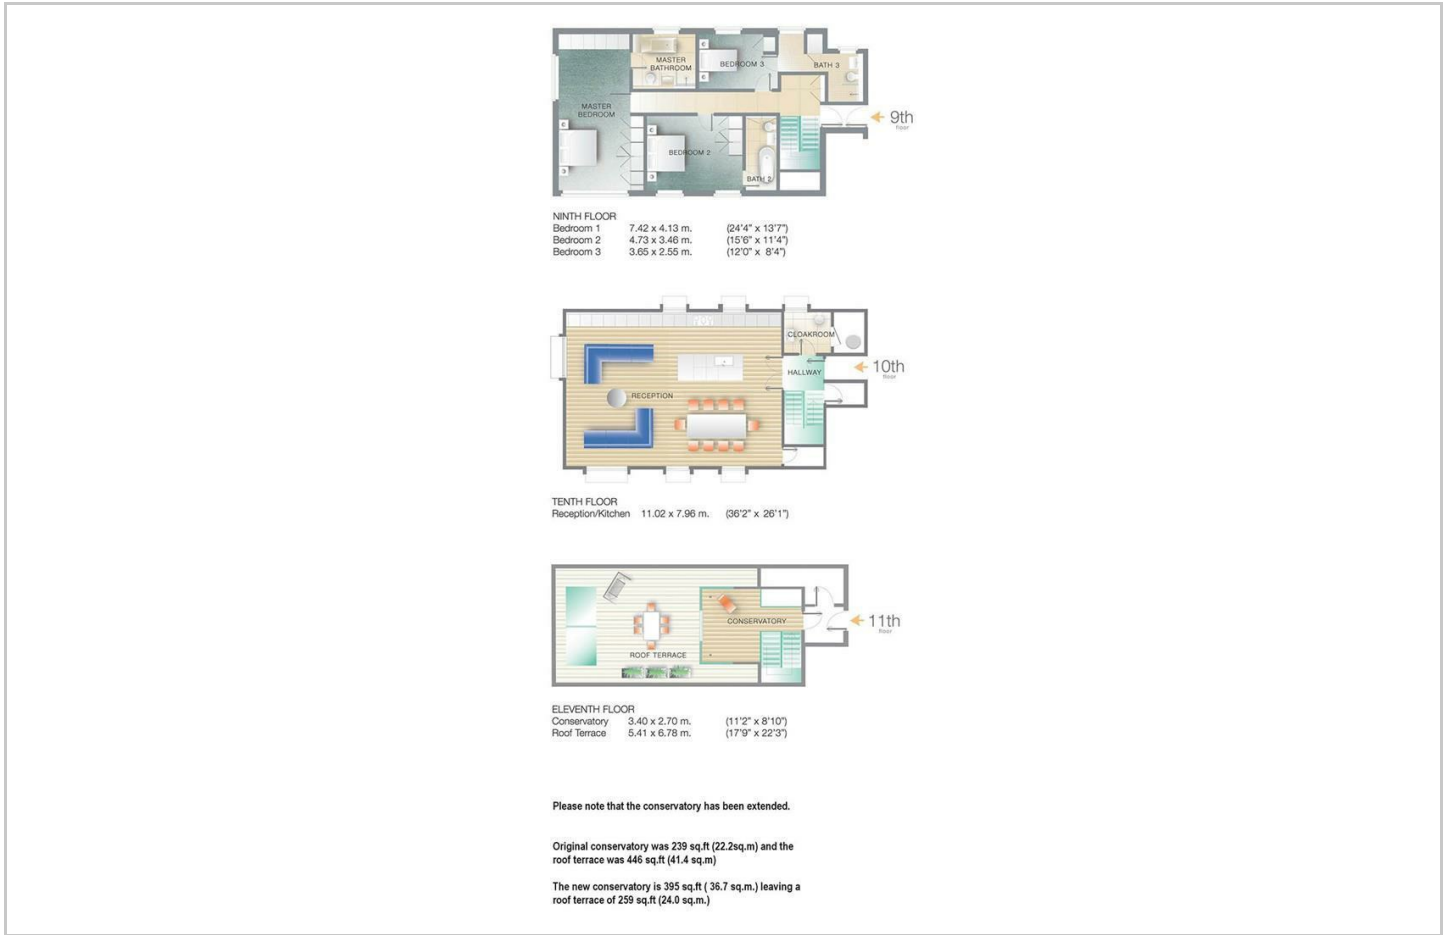 MASTER
BATHROOM
BEDROOM 3
BATH 3
MASTER
BEDROOM
9th
floor
BEDROOM 2
BATH 2
NINTH FLOOR
Bedroom 1 7.42 x 4.13 m. (24'4" x 13'7")
Bedroom 2 4.73 x 3.46 m. (15'6" x 11'4")
Bedroom 3 3.65 x 2.55 m. (12'0" x 8'4")
CLOAKROOM
10th
floor
HALLWAY
RECEPTION
TENTH FLOOR
Reception/Kitchen 11.02 x 7.96 m. (36'2" x 26'1")
CONSERVATORY
11th
floor
ROOF TERRACE
ELEVENTH FLOOR
Conservatory 3.40 x 2.70 m. (11'2" x 8'10")
Roof Terrace 5.41 x 6.78 m. (17'9" x 22'3")
Please note that the conservatory has been extended.
Original conservatory was 239 sq.ft (22.2sq.m) and the
roof terrace was 446 sq.ft (41.4 sq.m)
The new conservatory is 395 sq.ft ( 36.7 sq.m.) leaving a
roof terrace of 259 sq.ft (24.0 sq.m.)